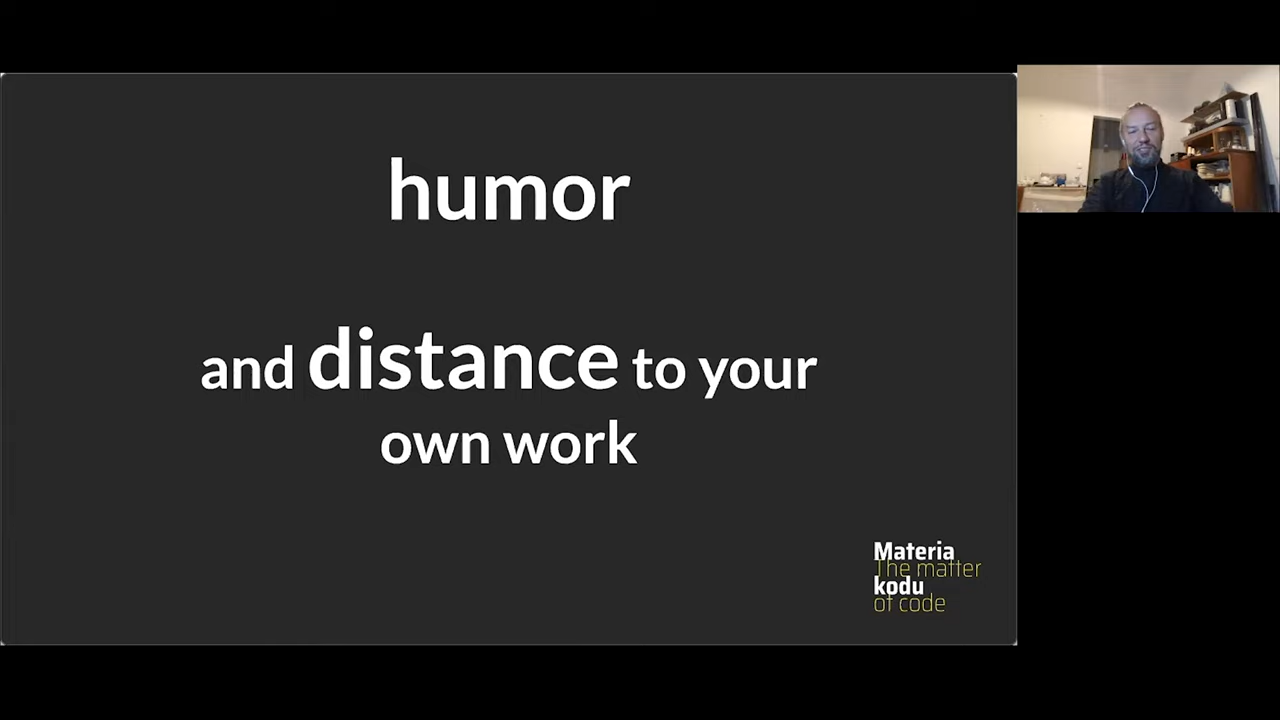 humor
and distance to your
own work
Materia
The matter
kodu
of code